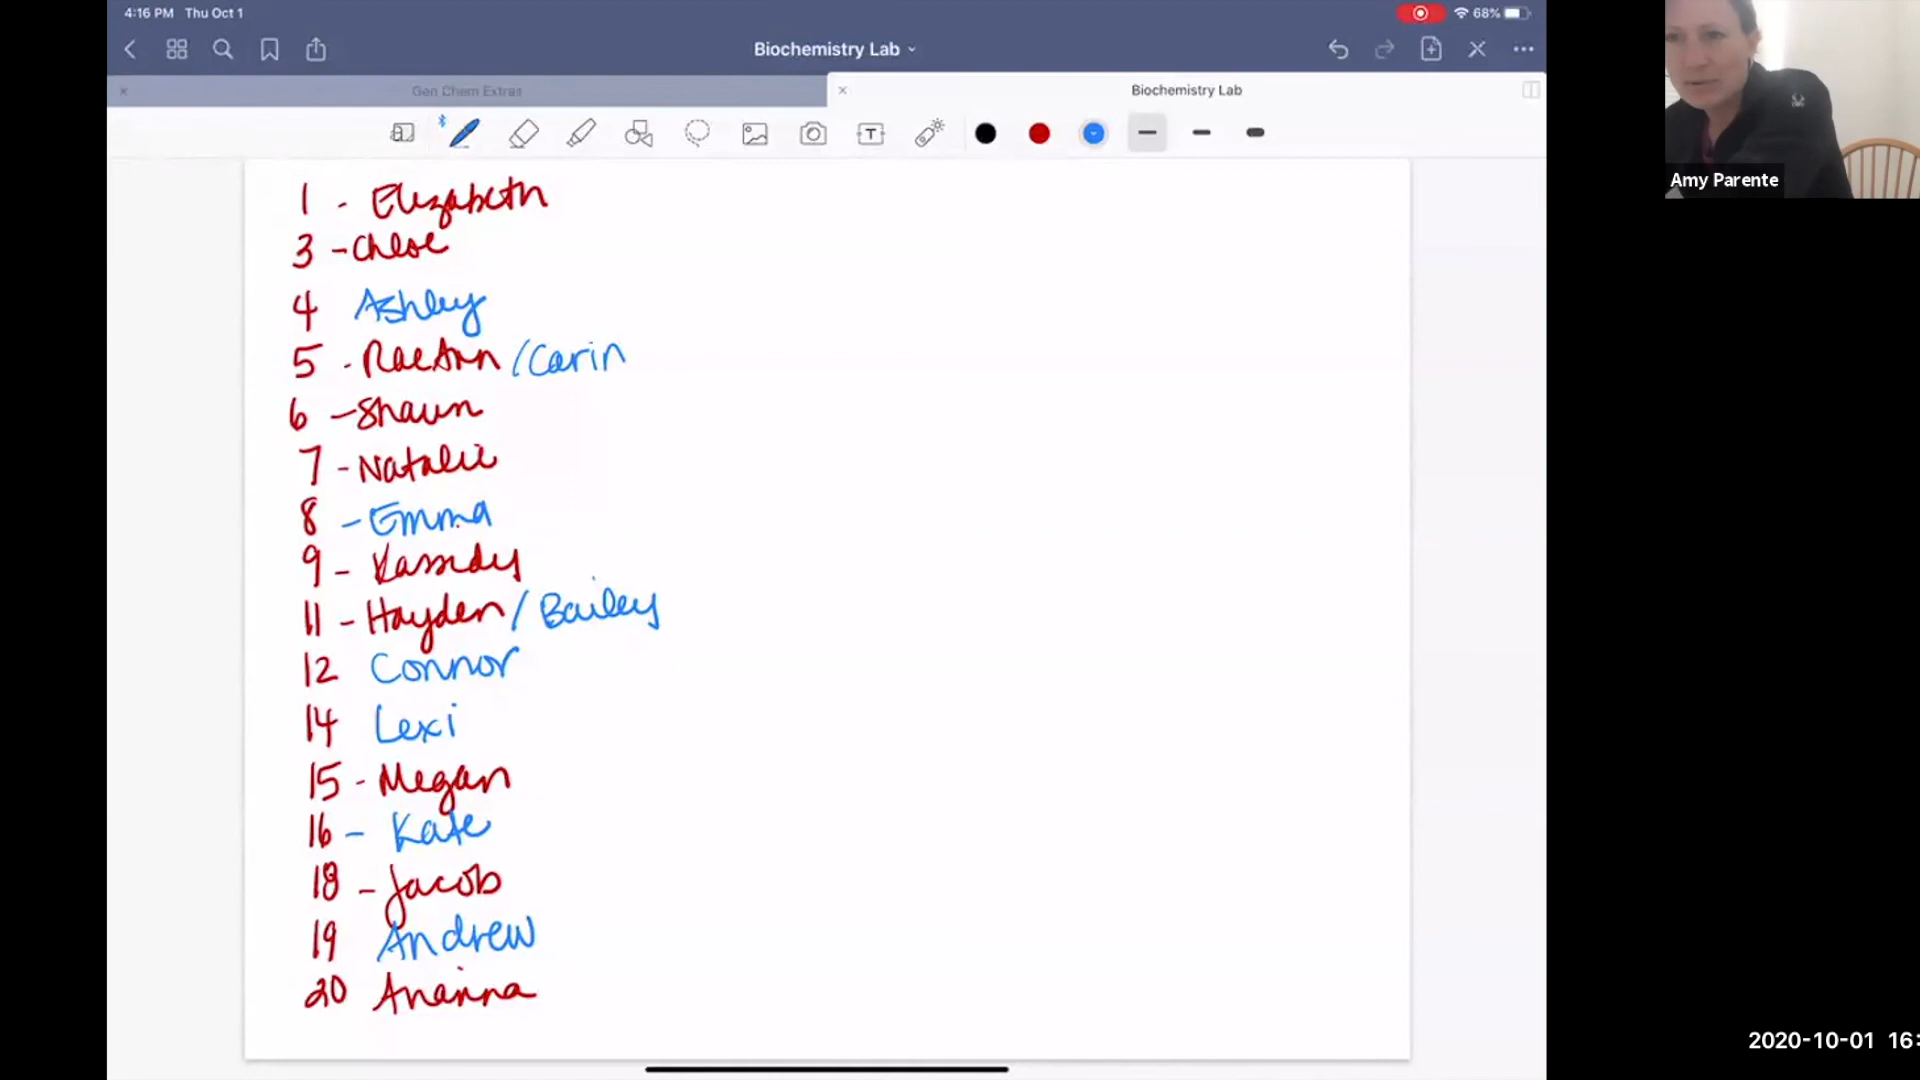 4:16 PM Thu Oct 1
68%
Biochemistry Lab
Gen Chem Extras
Biochemistry Lab
Amy Parente
1 - Elizabeth
3 - Chloe
4 Ashley
5 - RaeAnn / Carin
6 - Shaun
7 - Natalie
8 - Emma
9 - Kassidy
11 - Hayden / Bailey
12 Connor
14 Lexi
15 - Megan
16 - Kate
18 - Jacob
19 Andrew
20
2020-10-01 16: